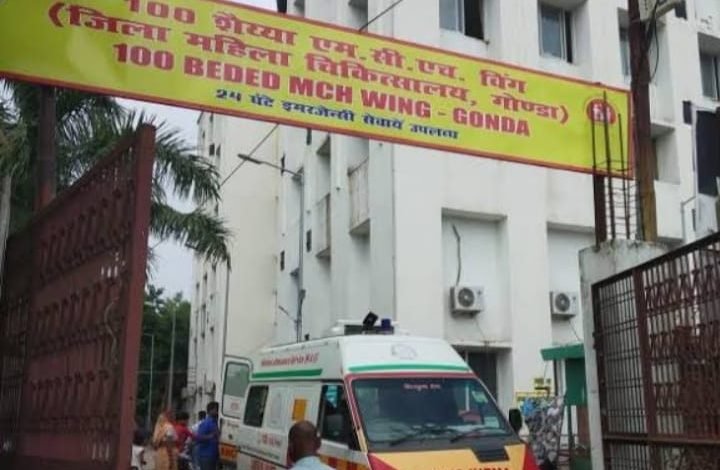 100 शैय्या एम.सी.एच. विंग
(जिला महिला चिकित्सालय, गोण्डा)
100 BEDED MCH WING - GONDA
24 घंटे इमरजेन्सी सेवायें उपलब्ध